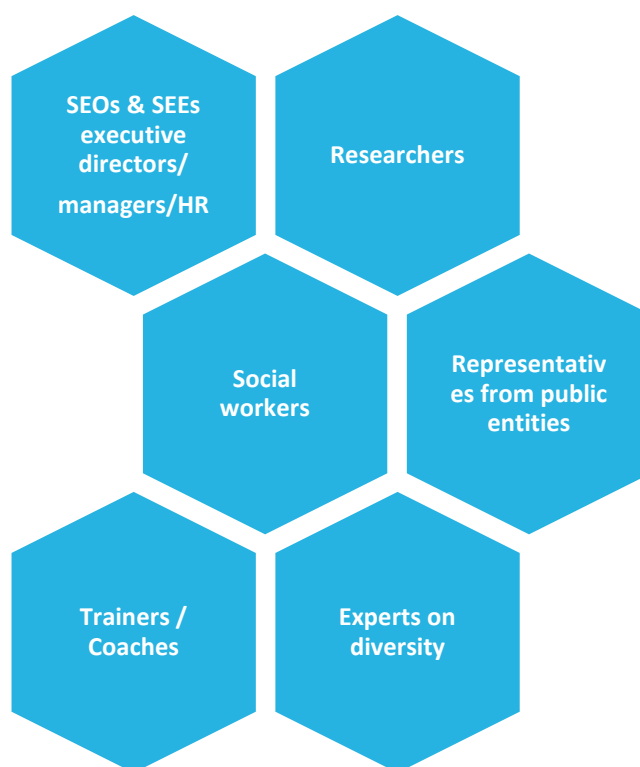 SEOs & SEEs
executive
directors/
managers/HR
Researchers
Social
workers
Representativ
es from public
entities
Trainers /
Coaches
Experts on
diversity